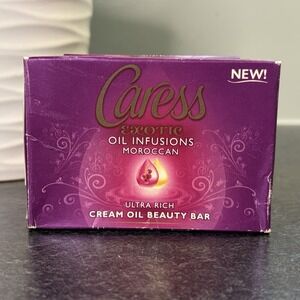 NEW!
Caress
EXOTIC
OIL INFUSIONS
MOROCCAN
ULTRA RICH
CREAM OIL BEAUTY BAR